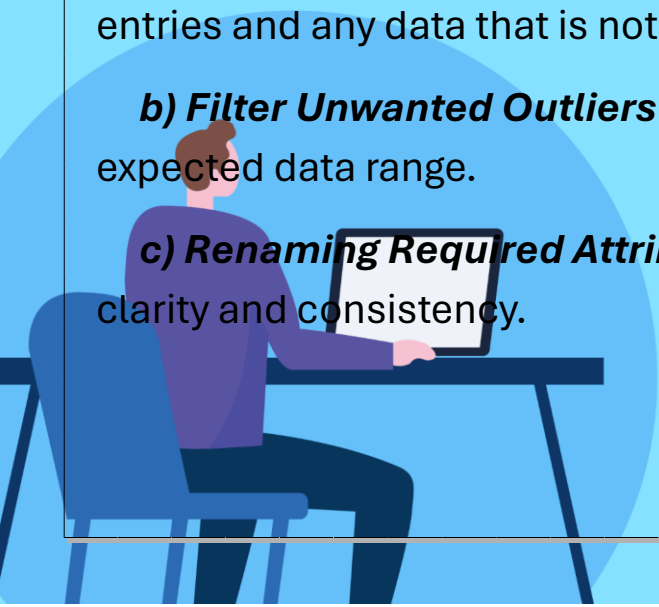 entries and any data that is not
b) Filter Unwanted Outliers
expected data range.
c) Renaming Required Attri
clarity and consistency.